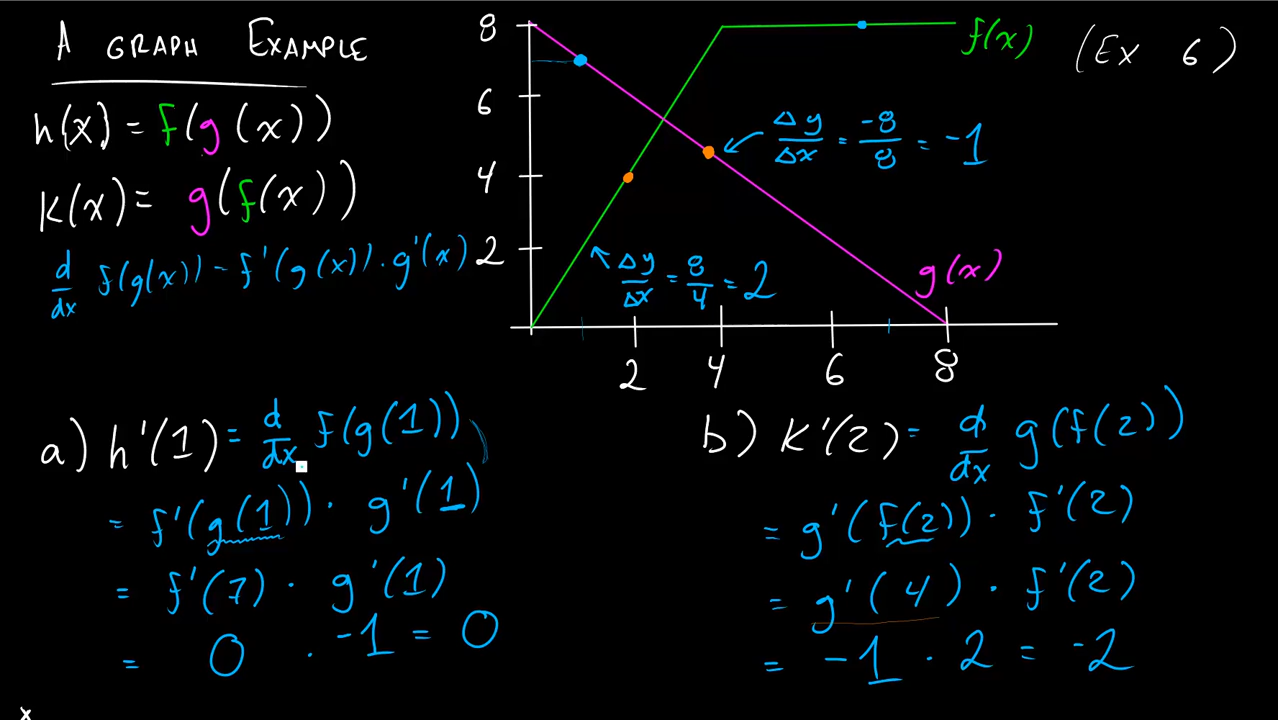 A GRAPH EXAMPLE
(Ex 6)
h(x) = f(g(x))
K(x) = g(f(x))
d/dx f(g(x)) = f'(g(x)) · g'(x)
8
6
4
2
2 4 6 8
f(x)
g(x)
Δy/Δx = -8/8 = -1
Δy/Δx = 8/4 = 2
a) h'(1) = d/dx f(g(1))
= f'(g(1)) · g'(1)
= f'(7) · g'(1)
= 0 · -1 = 0
b) K'(2) = d/dx g(f(2))
= g'(f(2)) · f'(2)
= g'(4) · f'(2)
= -1 · 2 = -2
x